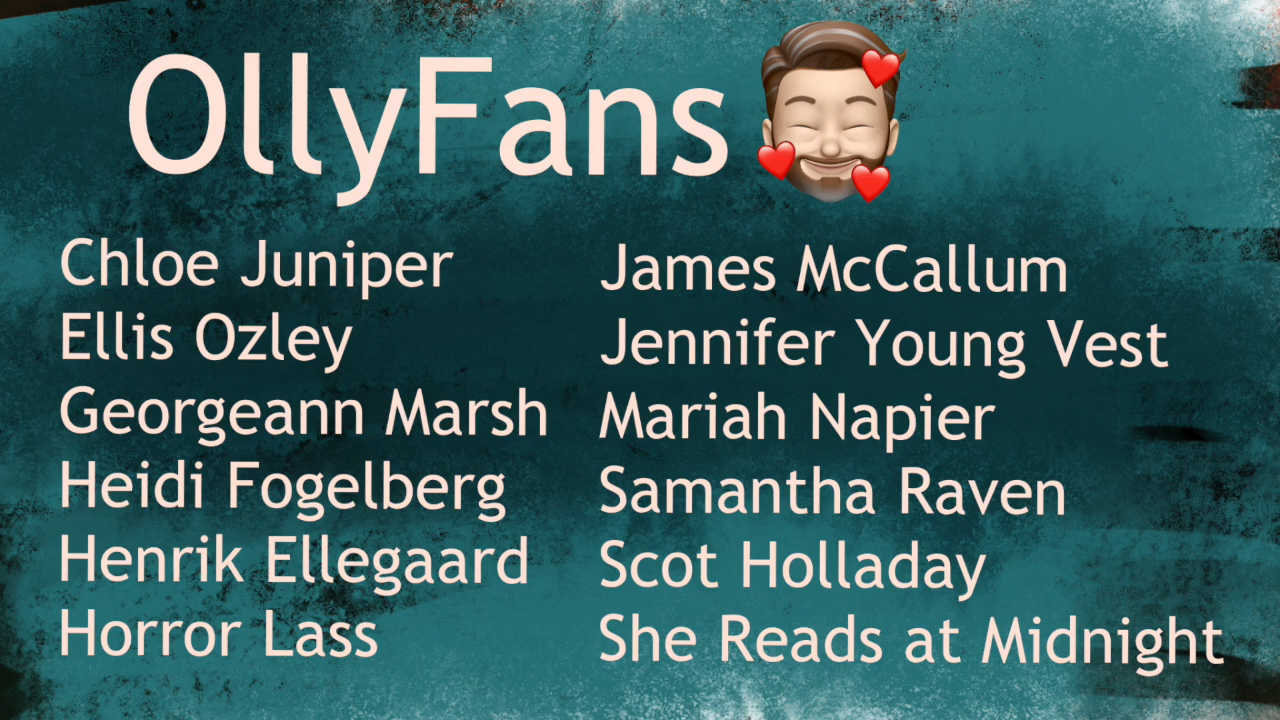 OllyFans
Chloe Juniper
Ellis Ozley
Georgeann Marsh
Heidi Fogelberg
Henrik Ellegaard
Horror Lass
James McCallum
Jennifer Young Vest
Mariah Napier
Samantha Raven
Scot Holladay
She Reads at Midnight